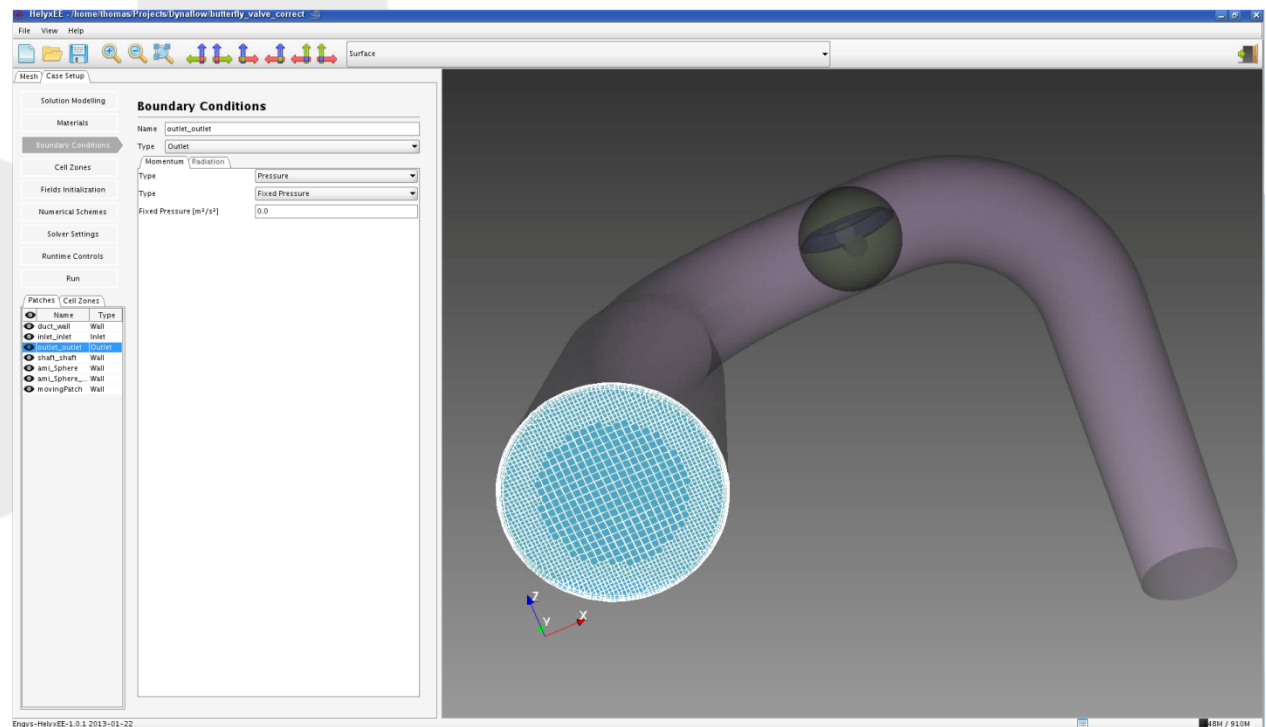 HelyxEE - /home/thomas/Projects/Dynaflow/butterfly_valve_correct
File View Help
Surface
Mesh Case Setup
Solution Modelling
Materials
Boundary Conditions
Cell Zones
Fields Initialization
Numerical Schemes
Solver Settings
Runtime Controls
Run
Boundary Conditions
Name outlet_outlet
Type Outlet
Momentum Radiation
Type Pressure
Type Fixed Pressure
Fixed Pressure [m²/s²] 0.0
Patches Cell Zones
Name Type
duct_wall Wall
inlet_inlet Inlet
outlet_outlet Outlet
shaft_shaft Wall
ami_Sphere Wall
ami_Sphere_... Wall
movingPatch Wall
Z
Y X
Engys-HelyxEE-1.0.1 2013-01-22
48M / 910M